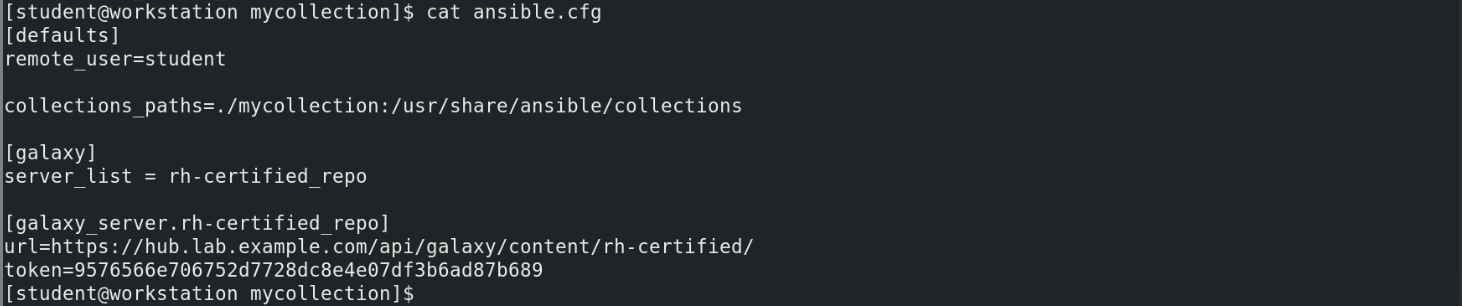 [student@workstation mycollection]$ cat ansible.cfg
[defaults]
remote_user=student
collections_paths=./mycollection:/usr/share/ansible/collections
[galaxy]
server_list = rh-certified_repo
[galaxy_server.rh-certified_repo]
url=https://hub.lab.example.com/api/galaxy/content/rh-certified/
token=9576566e706752d7728dc8e4e07df3b6ad87b689
[student@workstation mycollection]$